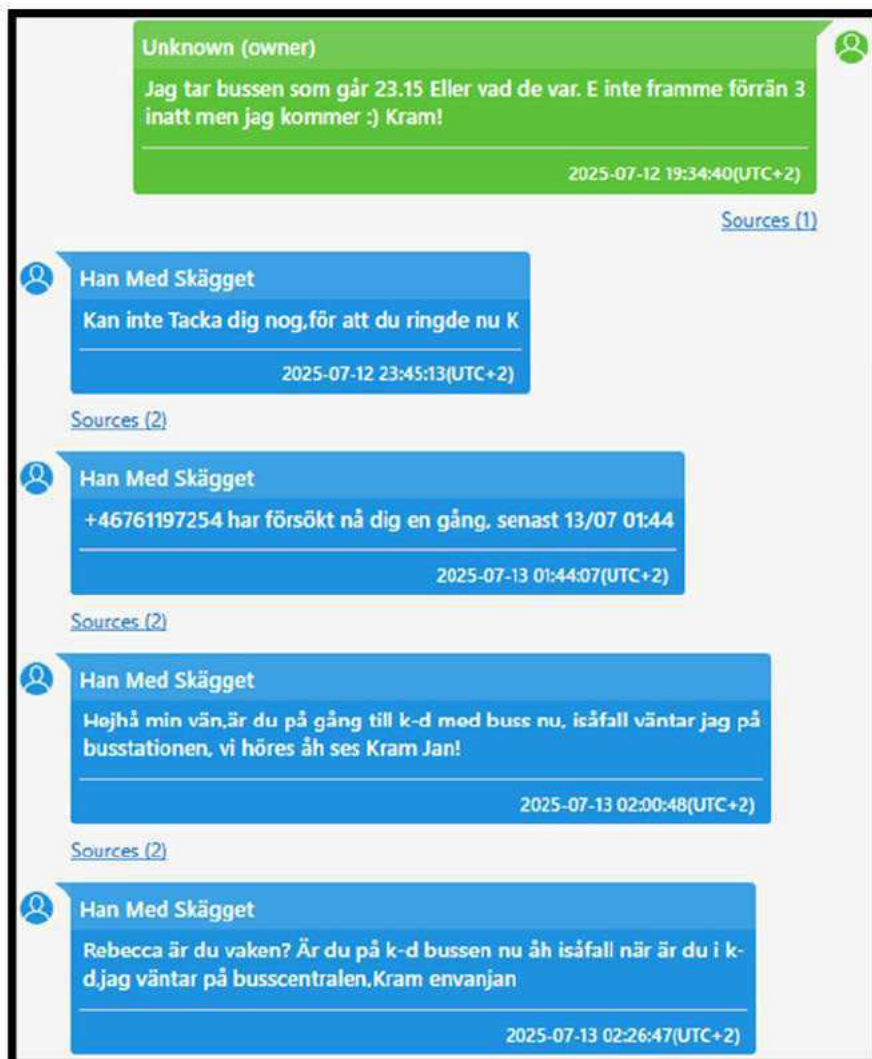 Unknown (owner)
Jag tar bussen som går 23.15 Eller vad de var. E inte framme förrän 3
inatt men jag kommer :) Kram!
2025-07-12 19:34:40(UTC+2)
Sources (1)
Han Med Skägget
Kan inte Tacka dig nog,för att du ringde nu K
2025-07-12 23:45:13(UTC+2)
Sources (2)
Han Med Skägget
+46761197254 har försökt nå dig en gång, senast 13/07 01:44
2025-07-13 01:44:07(UTC+2)
Sources (2)
Han Med Skägget
Hejhå min vän,är du på gång till k-d med buss nu, isåfall väntar jag på
busstationen, vi höres åh ses Kram Jan!
2025-07-13 02:00:48(UTC+2)
Sources (2)
Han Med Skägget
Rebecca är du vaken? Är du på k-d bussen nu åh isåfall när är du i k-
d,jag väntar på busscentralen,Kram envanjan
2025-07-13 02:26:47(UTC+2)